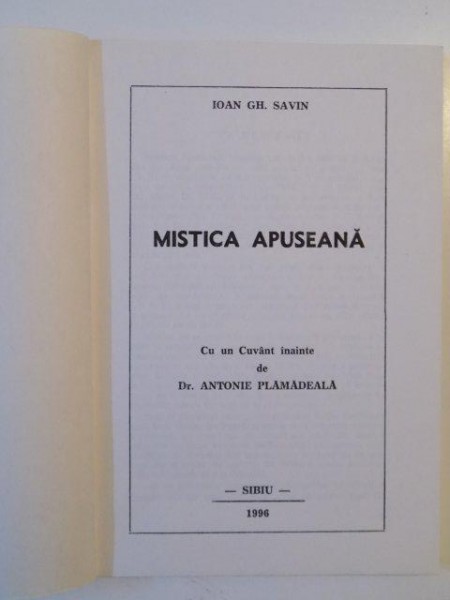 IOAN GH. SAVIN
MISTICA APUSEANĂ
Cu un Cuvânt înainte
de
Dr. ANTONIE PLĂMĂDEALĂ
— SIBIU —
1996